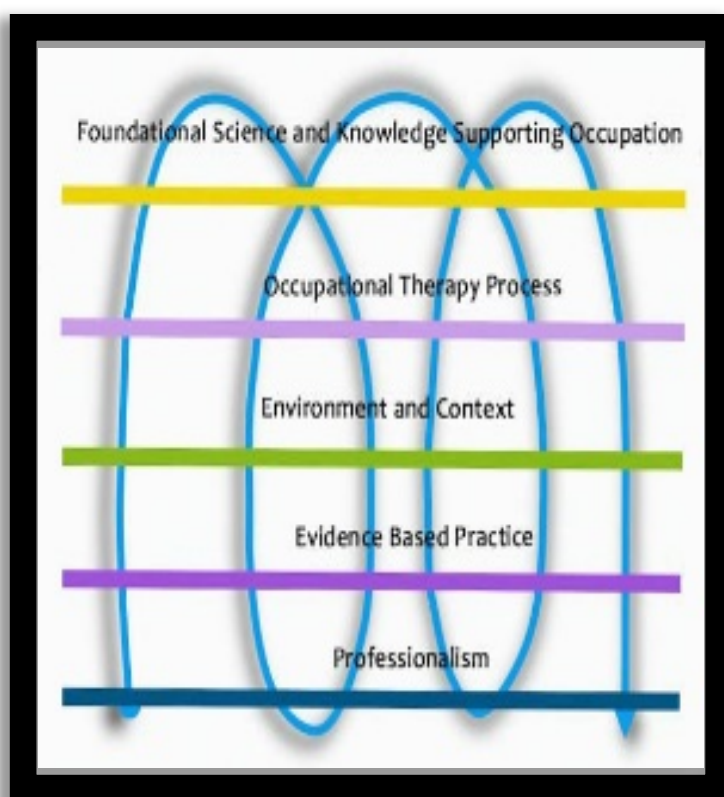 Foundational Science and Knowledge Supporting Occupation
Occupational Therapy Process
Environment and Context
Evidence Based Practice
Professionalism